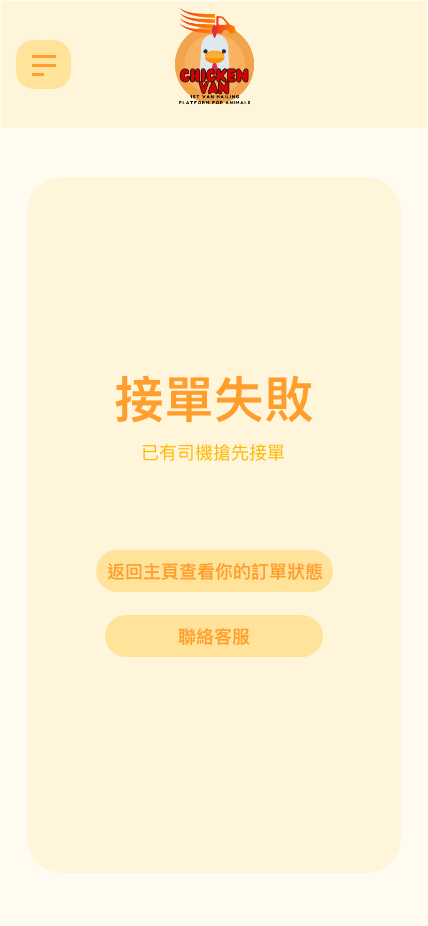 CHICKEN
VAN
1ST VAN HAILING
PLATFORM FOR ANIMALS
接單失敗
已有司機搶先接單
返回主頁查看你的訂單狀態
聯絡客服